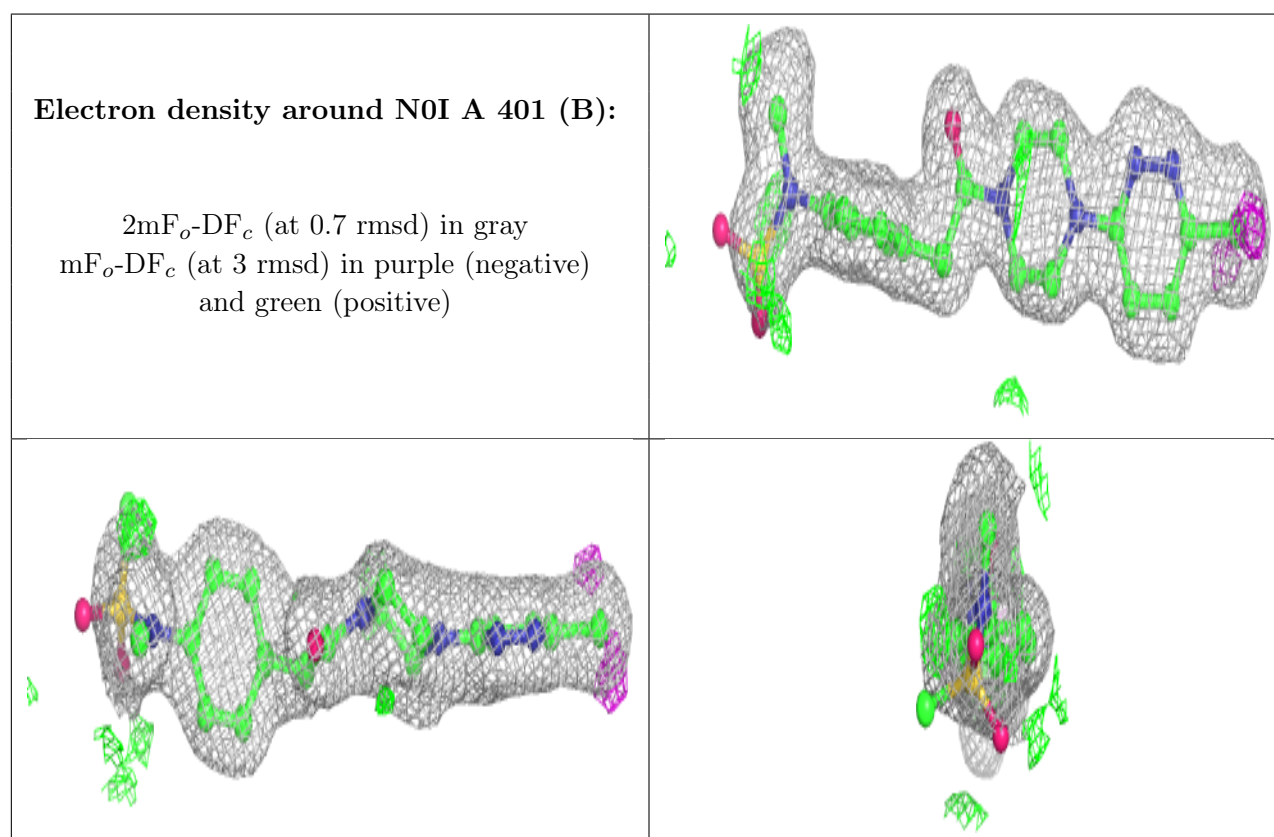 Electron density around N0I A 401 (B):
2mFo-DFc (at 0.7 rmsd) in gray
mFo-DFc (at 3 rmsd) in purple (negative)
and green (positive)